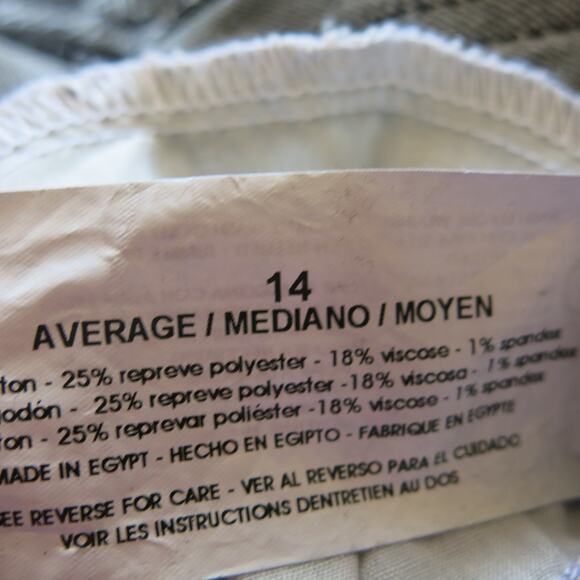 14
AVERAGE / MEDIANO / MOYEN
ton - 25% repreve polyester - 18% viscose - 1% spandex
godón - 25% repreve polyester -18% viscosa - 1% spandex
ton - 25% reprevar poliéster -18% viscose - 1% spandex
MADE IN EGYPT - HECHO EN EGIPTO - FABRIQUE EN EGYPTE
SEE REVERSE FOR CARE - VER AL REVERSO PARA EL CUIDADO
VOIR LES INSTRUCTIONS DENTRETIEN AU DOS